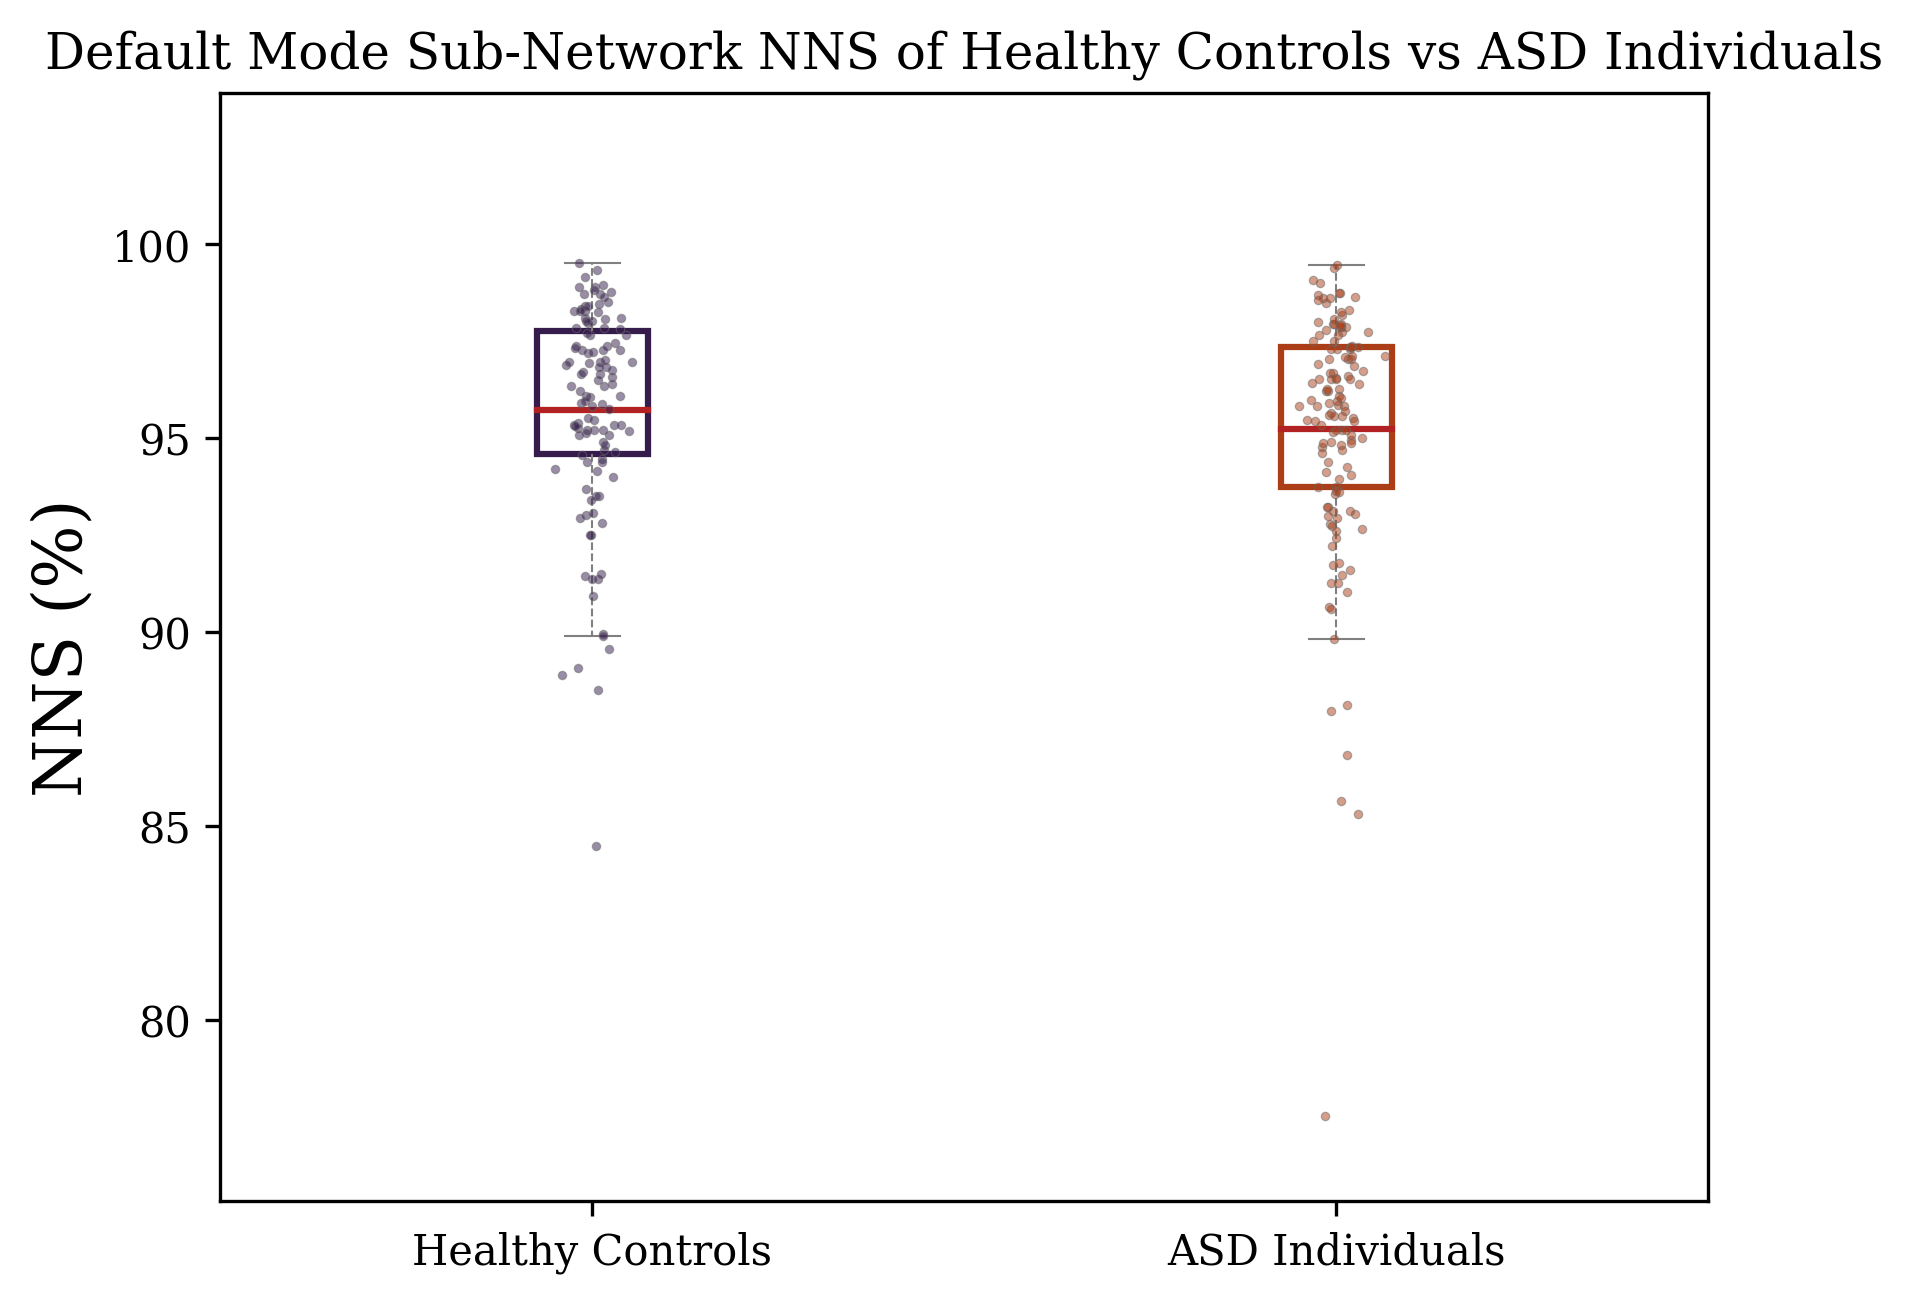 Default Mode Sub-Network NNS of Healthy Controls vs ASD Individuals
NNS (%)
100
95
90
85
80
Healthy Controls
ASD Individuals